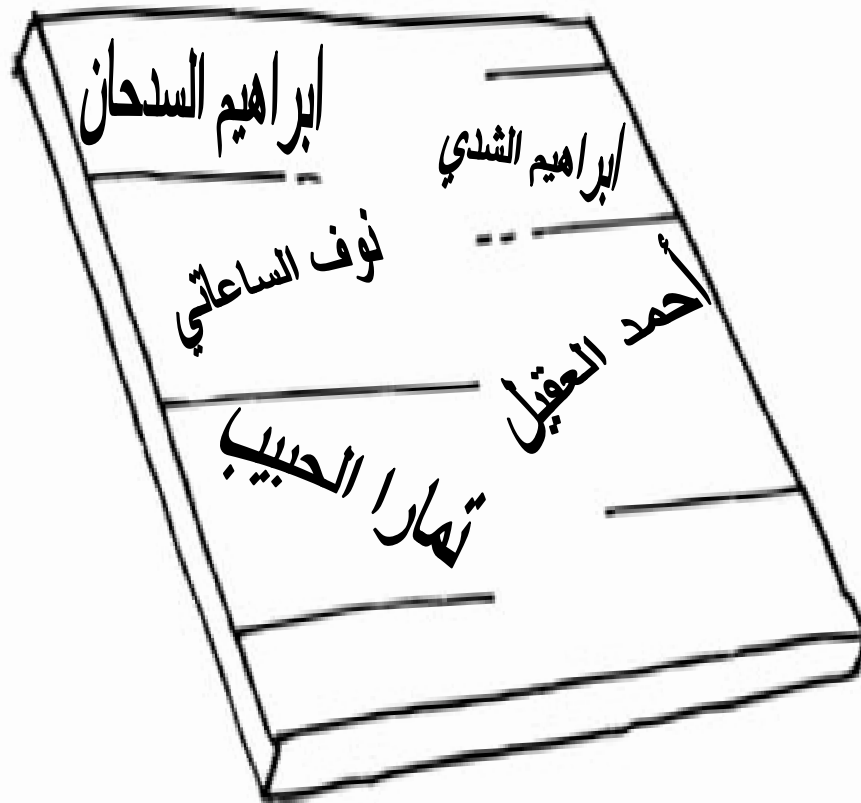 ابراهيم السدحان
ابراهيم الشدي
نوف الساعاتي
أحمد العقيل
تمارا الحبيب